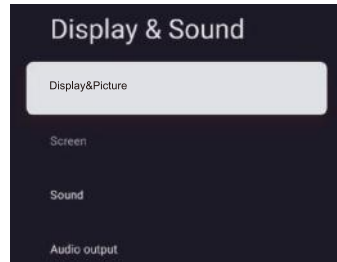 Display & Sound
Display&Picture
Screen
Sound
Audio output